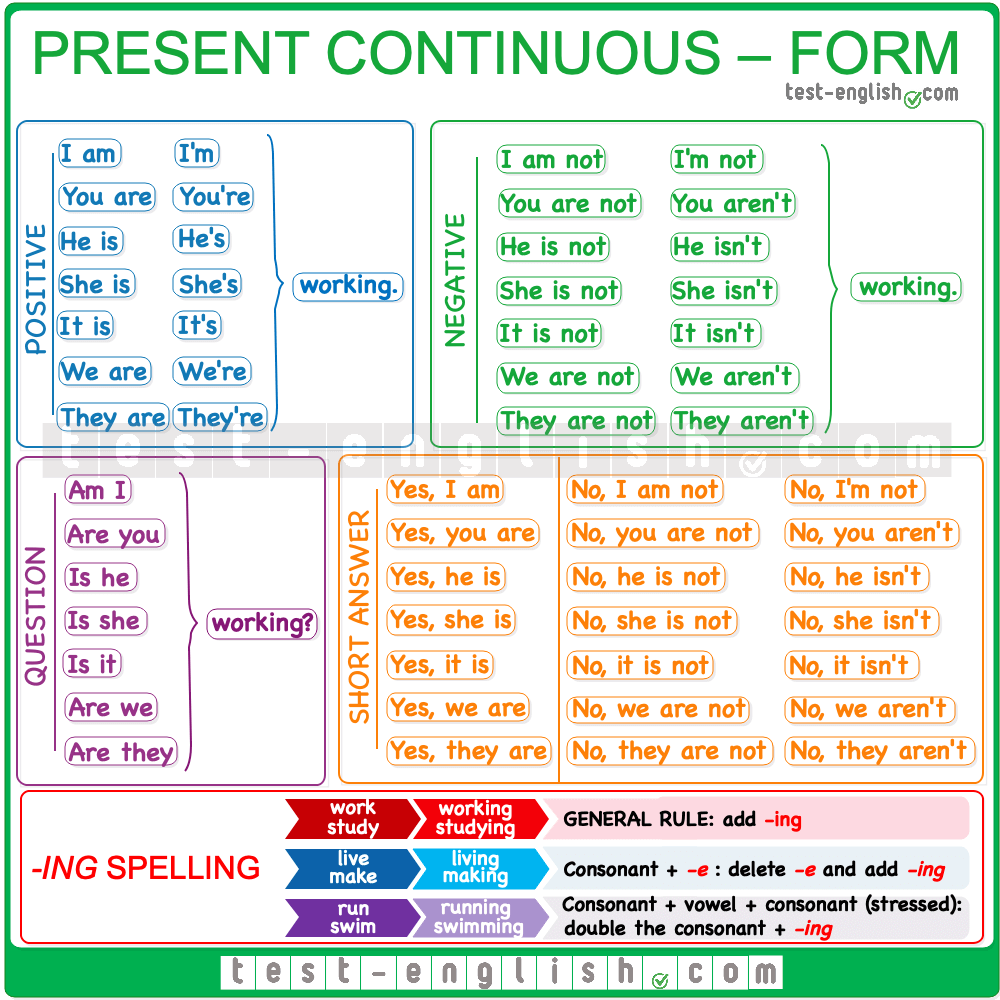 PRESENT CONTINUOUS – FORM
test-english.com
POSITIVE
I am I'm
You are You're
He is He's
She is She's
It is It's
We are We're
They are They're
working.
NEGATIVE
I am not I'm not
You are not You aren't
He is not He isn't
She is not She isn't
It is not It isn't
We are not We aren't
They are not They aren't
working.
test-english.com
QUESTION
Am I
Are you
Is he
Is she
Is it
Are we
Are they
working?
SHORT ANSWER
Yes, I am No, I am not No, I'm not
Yes, you are No, you are not No, you aren't
Yes, he is No, he is not No, he isn't
Yes, she is No, she is not No, she isn't
Yes, it is No, it is not No, it isn't
Yes, we are No, we are not No, we aren't
Yes, they are No, they are not No, they aren't
-ING SPELLING
work
study
working
studying
GENERAL RULE: add –ing
live
make
living
making
Consonant + -e : delete -e and add -ing
run
swim
running
swimming
Consonant + vowel + consonant (stressed):
double the consonant + -ing
test-english.com